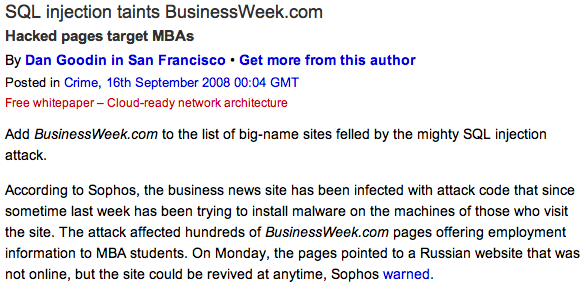 SQL injection taints BusinessWeek.com
Hacked pages target MBAs
By Dan Goodin in San Francisco • Get more from this author
Posted in Crime, 16th September 2008 00:04 GMT
Free whitepaper – Cloud-ready network architecture
Add BusinessWeek.com to the list of big-name sites felled by the mighty SQL injection
attack.
According to Sophos, the business news site has been infected with attack code that since
sometime last week has been trying to install malware on the machines of those who visit
the site. The attack affected hundreds of BusinessWeek.com pages offering employment
information to MBA students. On Monday, the pages pointed to a Russian website that was
not online, but the site could be revived at anytime, Sophos warned.